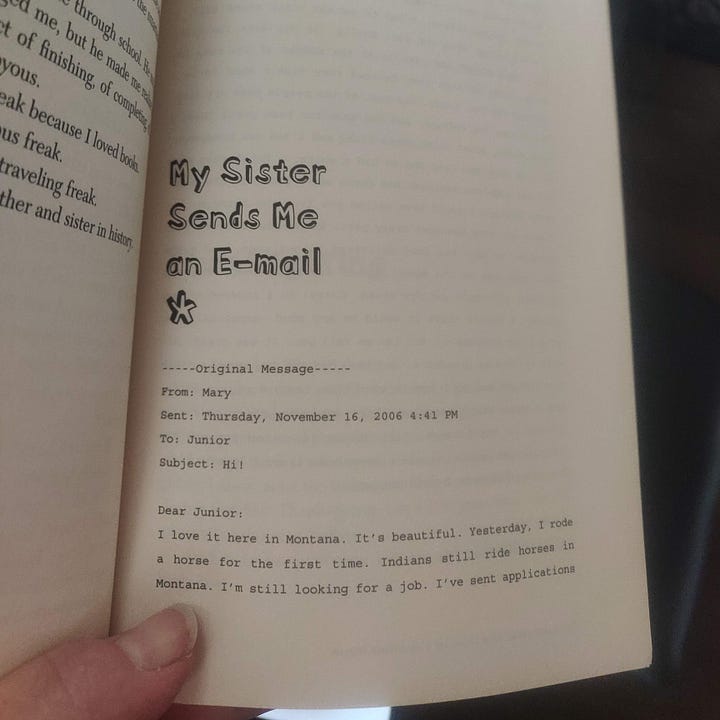 through school. He
me, but he made me
ct of finishing, of completing
yous.
eak because I loved books.
us freak.
traveling freak.
ther and sister in history.
My Sister
Sends Me
an E-mail
*
-----Original Message-----
From: Mary
Sent: Thursday, November 16, 2006 4:41 PM
To: Junior
Subject: Hi!
Dear Junior:
I love it here in Montana. It's beautiful. Yesterday, I rode
a horse for the first time. Indians still ride horses in
Montana. I'm still looking for a job. I've sent applications